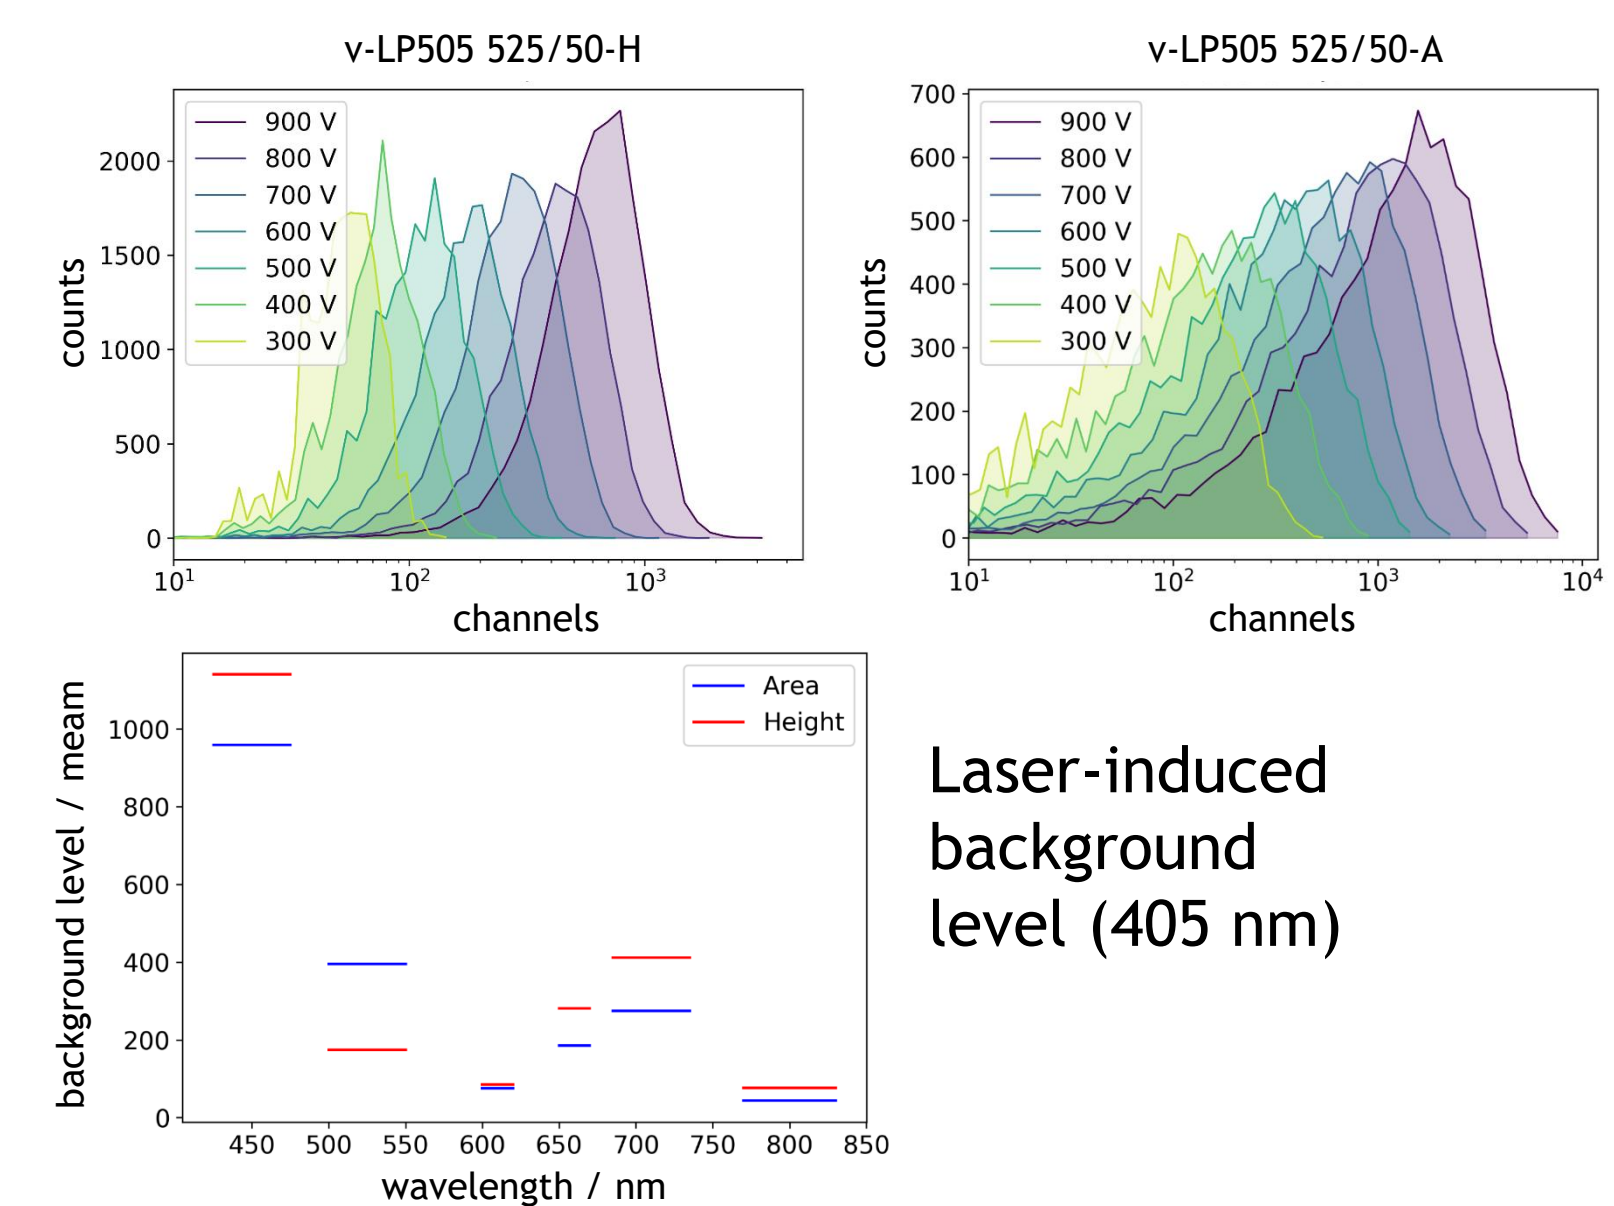 v-LP505 525/50-H
2000
1500
1000
500
0
10¹
10²
10³
counts
channels
900 V
800 V
700 V
600 V
500 V
400 V
300 V
v-LP505 525/50-A
700
600
500
400
300
200
100
0
10¹
10²
10³
10⁴
counts
channels
900 V
800 V
700 V
600 V
500 V
400 V
300 V
1000
800
600
400
200
0
450
500
550
600
650
700
750
800
850
background level / meam
wavelength / nm
Area
Height
Laser-induced
background
level (405 nm)